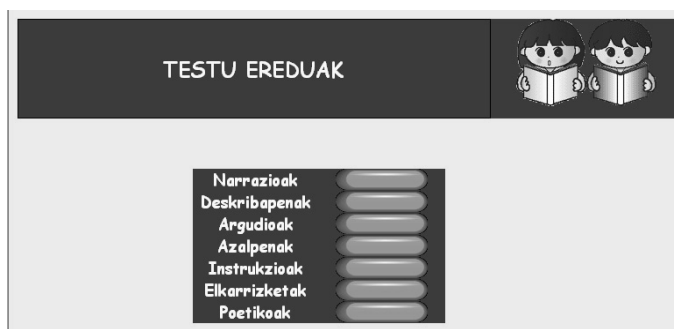 TESTU EREDUAK
Narrazioak
Deskribapenak
Argudioak
Azalpenak
Instrukzioak
Elkarrizketak
Poetikoak